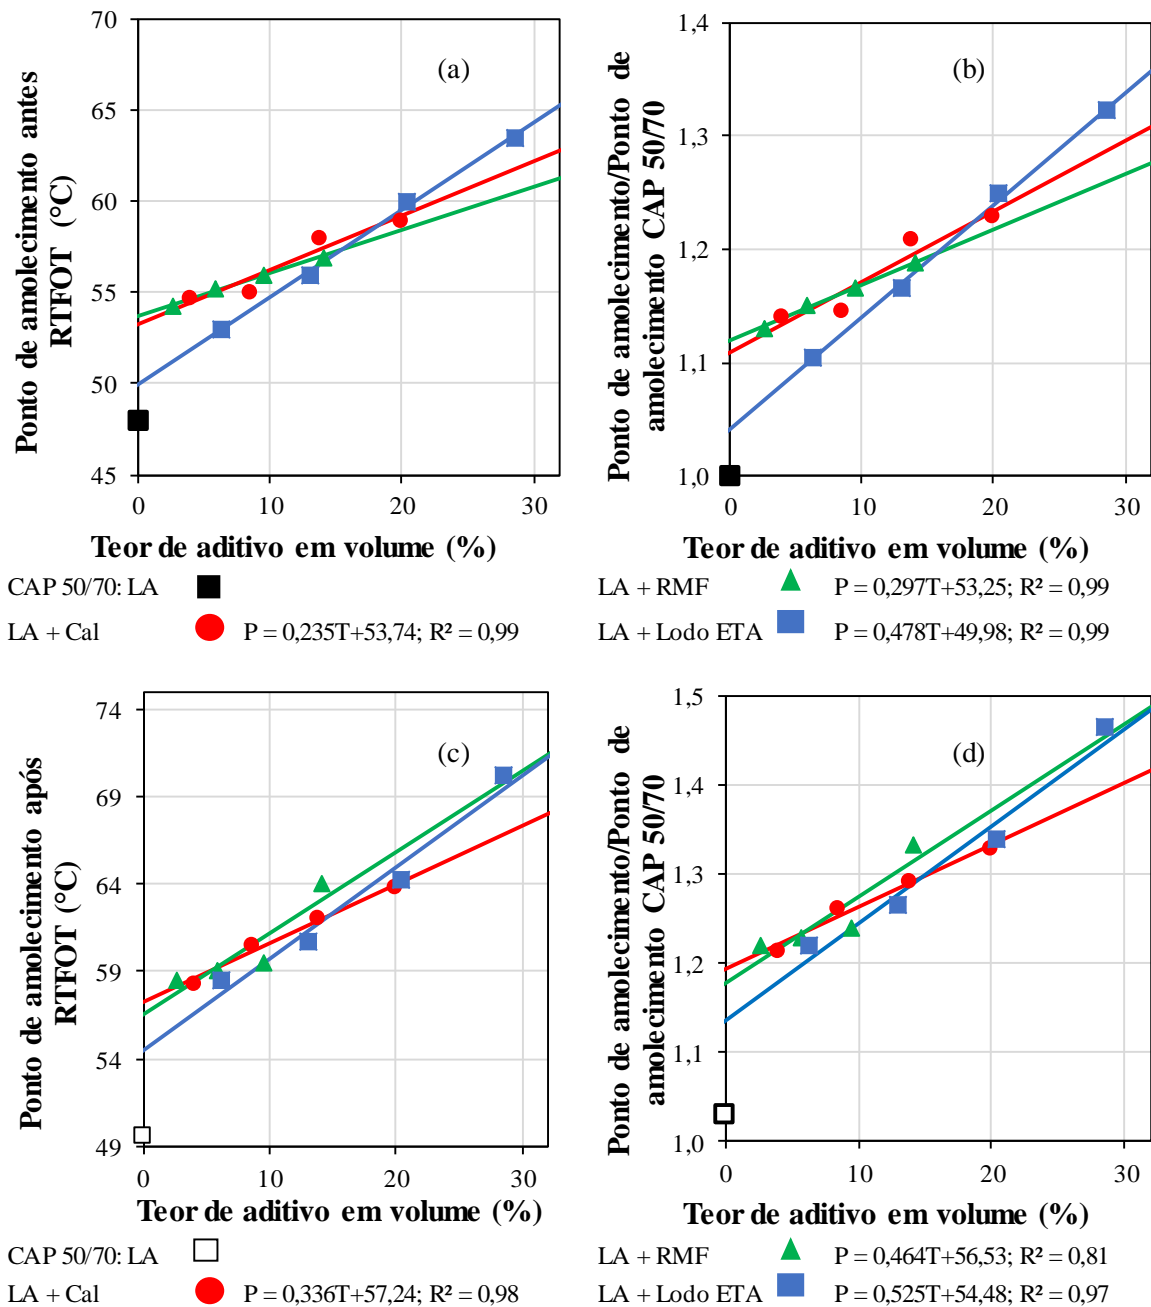 Ponto de amolecimento antes
RTFOT (°C)
70
65
60
55
50
45
(a)
0
10
20
30
Teor de aditivo em volume (%)
Ponto de amolecimento/Ponto de
amolecimento CAP 50/70
1,4
1,3
1,2
1,1
1,0
(b)
0
10
20
30
Teor de aditivo em volume (%)
CAP 50/70: LA
LA + Cal
P = 0,235T+53,74; R² = 0,99
LA + RMF
P = 0,297T+53,25; R² = 0,99
LA + Lodo ETA
P = 0,478T+49,98; R² = 0,99
Ponto de amolecimento após
RTFOT (°C)
74
69
64
59
54
49
(c)
0
10
20
30
Teor de aditivo em volume (%)
Ponto de amolecimento/Ponto de
amolecimento CAP 50/70
1,5
1,4
1,3
1,2
1,1
1,0
(d)
0
10
20
30
Teor de aditivo em volume (%)
CAP 50/70: LA
LA + Cal
P = 0,336T+57,24; R² = 0,98
LA + RMF
P = 0,464T+56,53; R² = 0,81
LA + Lodo ETA
P = 0,525T+54,48; R² = 0,97